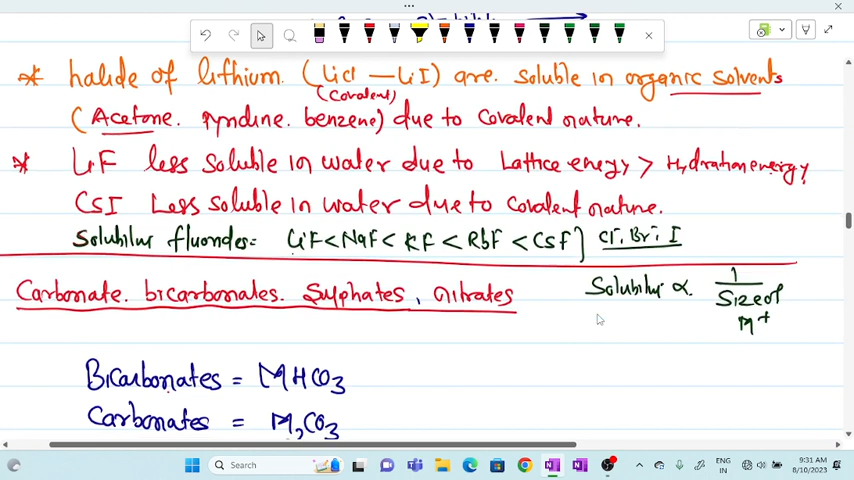 * halide of lithium. (LiCl — LiI) are soluble in organic solvents
(Covalent)
(Acetone. Pyridine. benzene) due to Covalent nature.
* LiF less soluble in water due to Lattice energy > Hydration energy
CsI Less soluble in water due to Covalent nature.
fluorides= LiF < NaF < KF < RbF < CsF] Cl, Br, I
Carbonate. bicarbonates. Sulphates, nitrates
∝ 1 / Size of M+
Bicarbonates = MHCO3
Carbonates = M2CO3
Search
ENG
IN
9:31 AM
8/10/2023